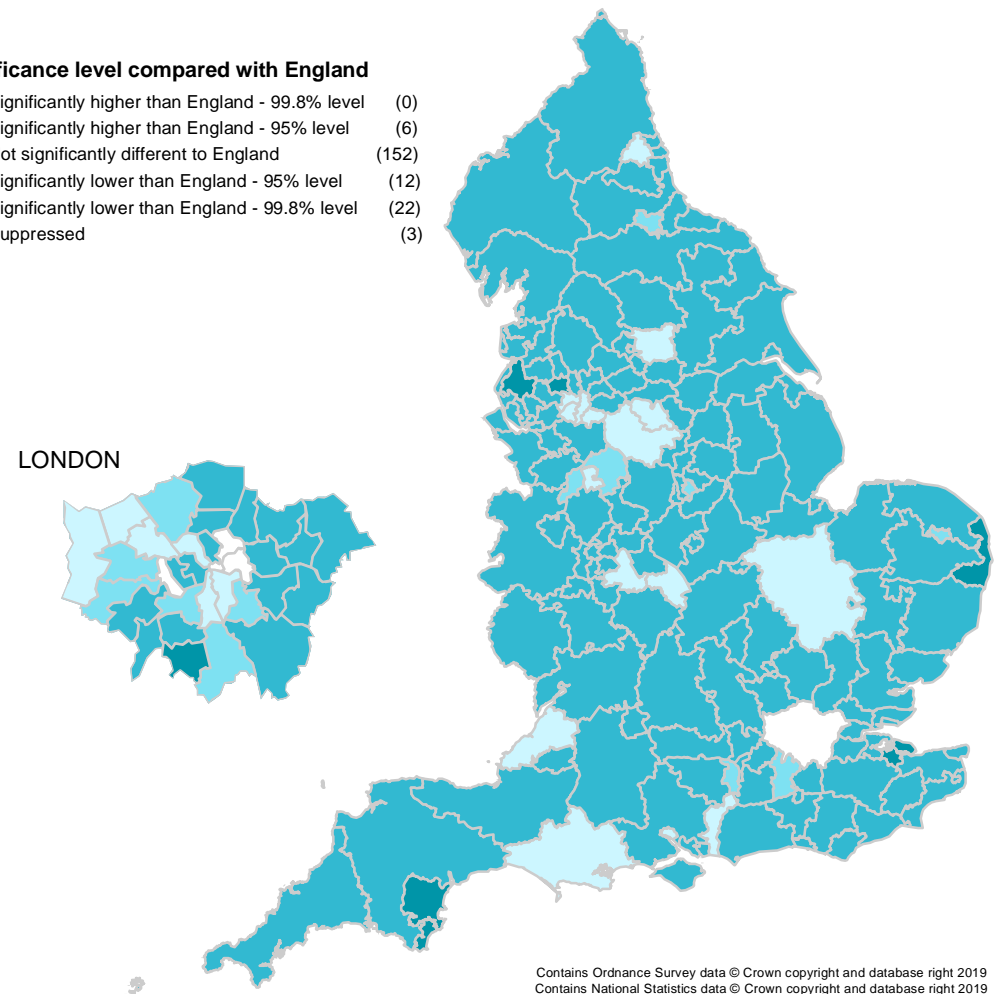 ficance level compared with England
ignificantly higher than England - 99.8% level (0)
ignificantly higher than England - 95% level (6)
ot significantly different to England (152)
ignificantly lower than England - 95% level (12)
ignificantly lower than England - 99.8% level (22)
uppressed (3)
LONDON
Contains Ordnance Survey data © Crown copyright and database right 2019
Contains National Statistics data © Crown copyright and database right 2019